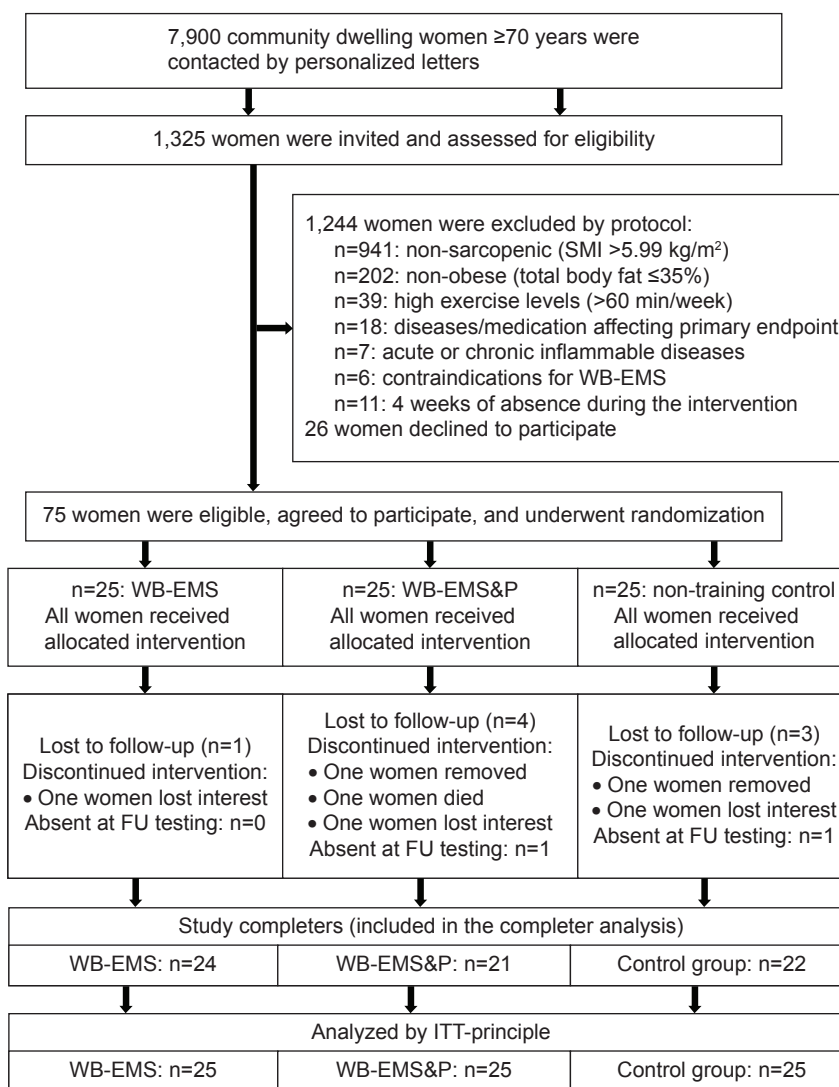 7,900 community dwelling women ≥70 years were
contacted by personalized letters
1,325 women were invited and assessed for eligibility
1,244 women were excluded by protocol:
n=941: non-sarcopenic (SMI >5.99 kg/m²)
n=202: non-obese (total body fat ≤35%)
n=39: high exercise levels (>60 min/week)
n=18: diseases/medication affecting primary endpoint
n=7: acute or chronic inflammable diseases
n=6: contraindications for WB-EMS
n=11: 4 weeks of absence during the intervention
26 women declined to participate
75 women were eligible, agreed to participate, and underwent randomization
n=25: WB-EMS
All women received
allocated intervention
n=25: WB-EMS&P
All women received
allocated intervention
n=25: non-training control
All women received
allocated intervention
Lost to follow-up (n=1)
Discontinued intervention:
• One women lost interest
Absent at FU testing: n=0
Lost to follow-up (n=4)
Discontinued intervention:
• One women removed
• One women died
• One women lost interest
Absent at FU testing: n=1
Lost to follow-up (n=3)
Discontinued intervention:
• One women removed
• One women lost interest
Absent at FU testing: n=1
Study completers (included in the completer analysis)
WB-EMS: n=24
WB-EMS&P: n=21
Control group: n=22
Analyzed by ITT-principle
WB-EMS: n=25
WB-EMS&P: n=25
Control group: n=25